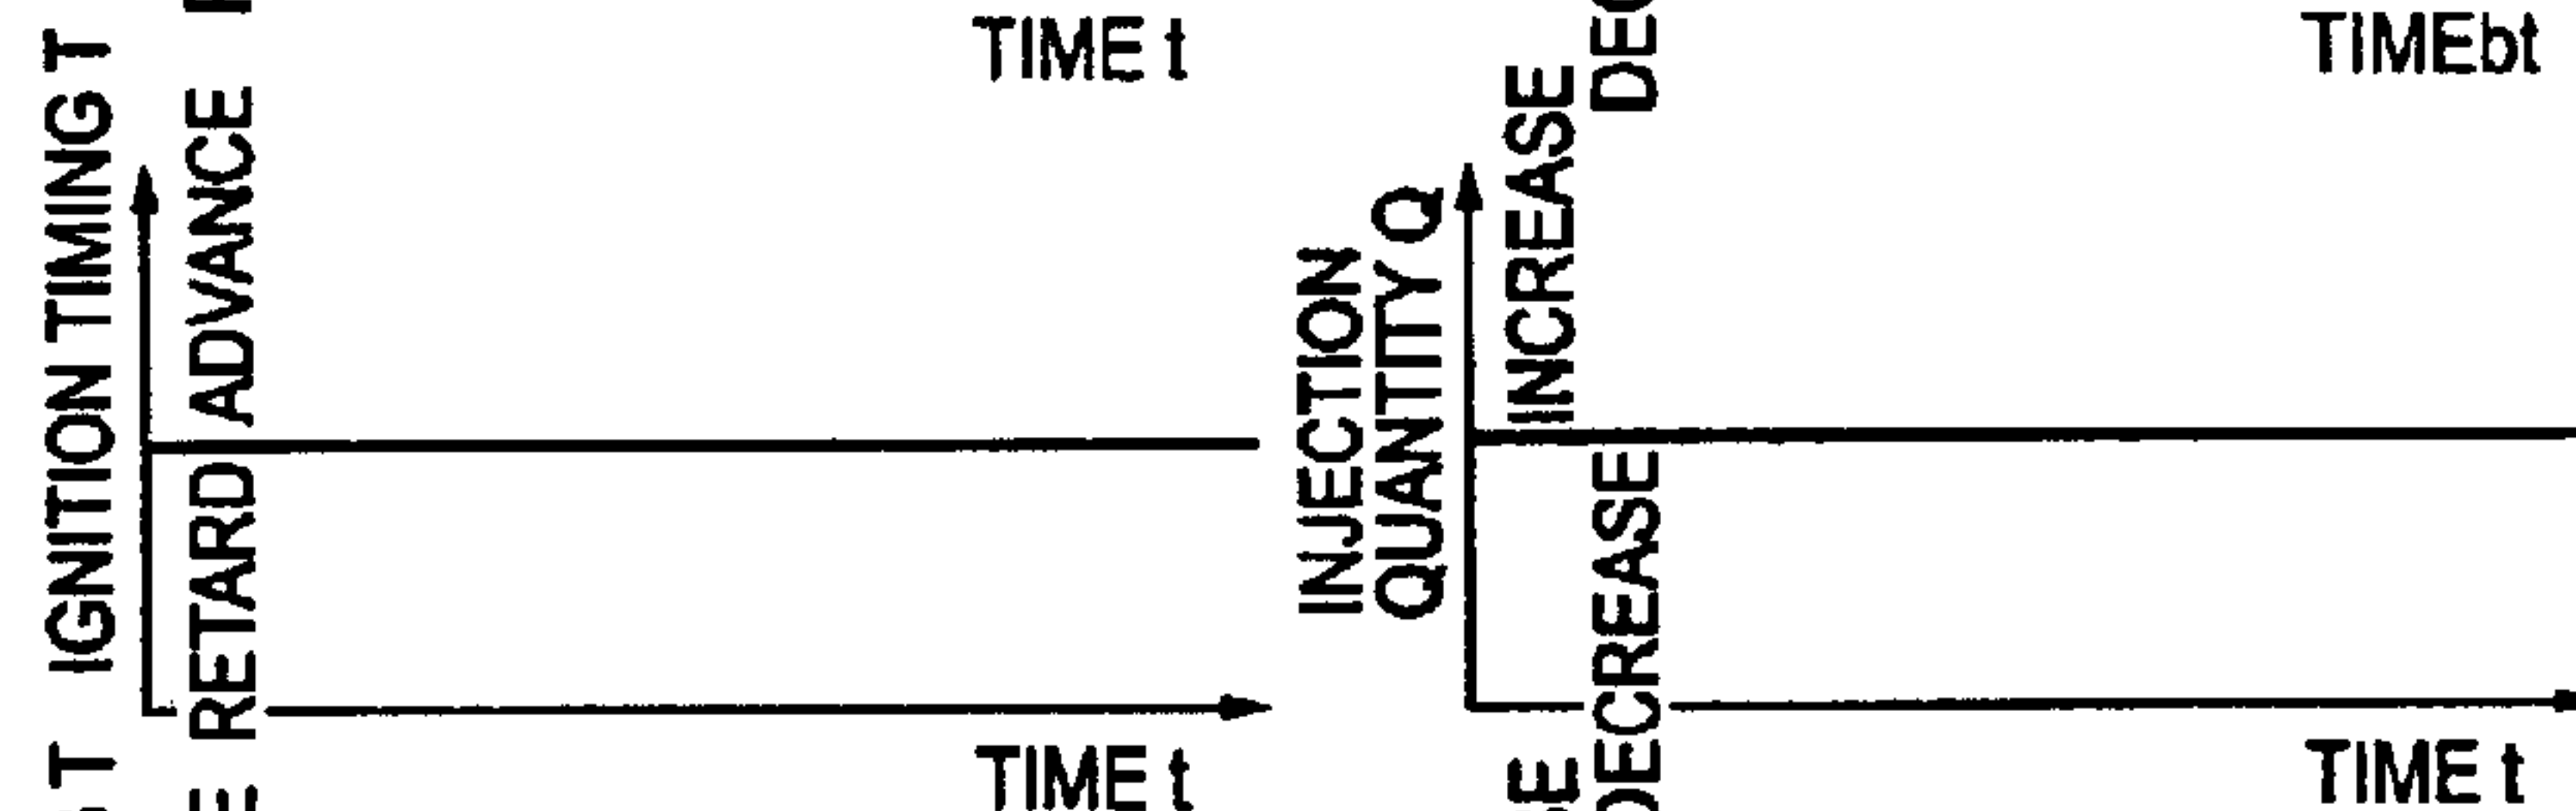 TIME t
TIMEbt
IGNITION TIMING T
RETARD ADVANCE
INJECTION
QUANTITY Q
INCREASE
DECREASE
TIME t
TIME t